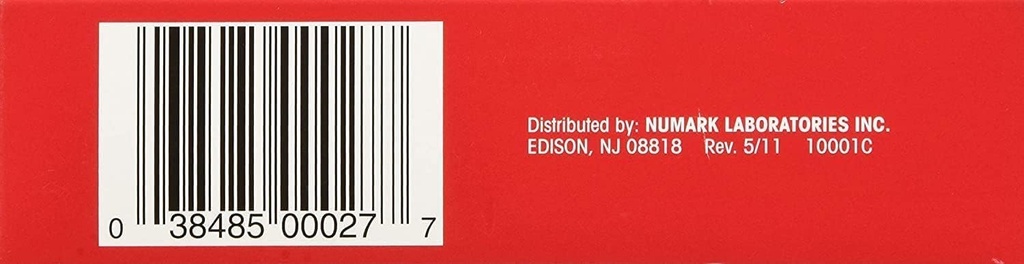 0 38485 00027 7
Distributed by: NUMARK LABORATORIES INC.
EDISON, NJ 08818 Rev. 5/11 10001C